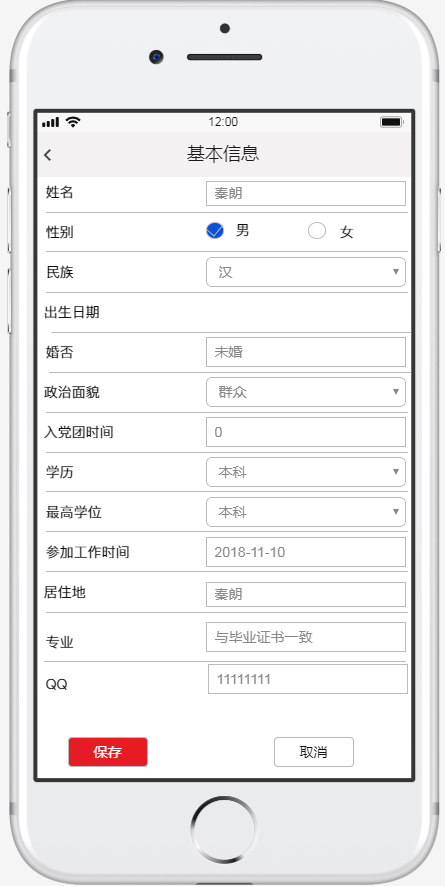 12:00
基本信息
姓名 秦朗
性别 男 女
民族 汉
出生日期
婚否 未婚
政治面貌 群众
入党团时间 0
学历 本科
最高学位 本科
参加工作时间 2018-11-10
居住地 秦朗
专业 与毕业证书一致
QQ 11111111
保存 取消